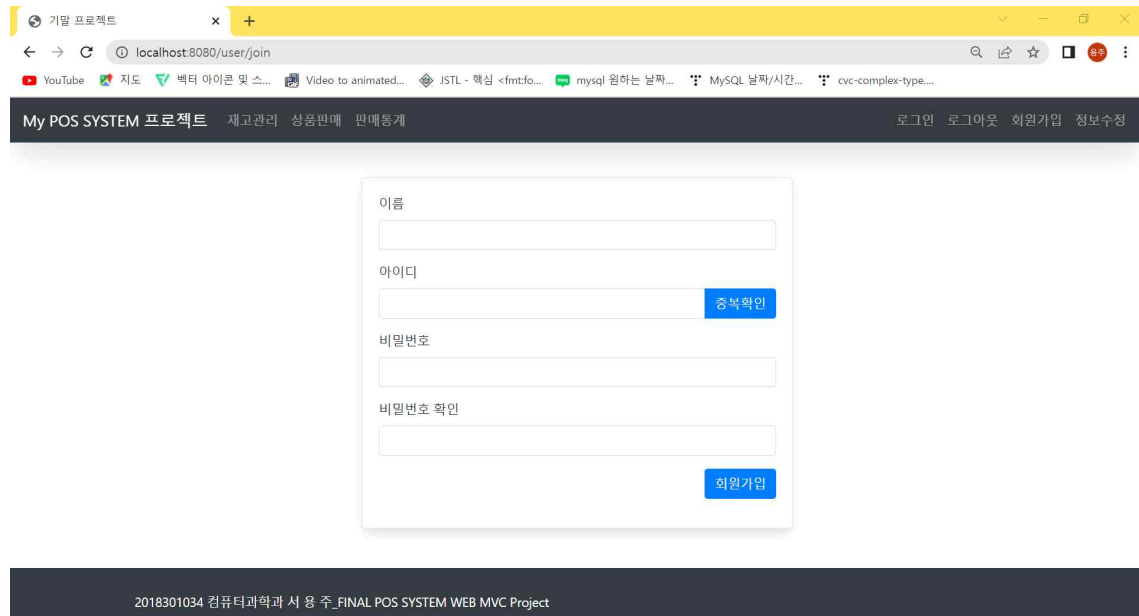 기말 프로젝트
localhost:8080/user/join
용주
YouTube 지도 벡터 아이콘 및 스... Video to animated... JSTL - 핵심 <fmt:fo... mysql 원하는 날짜... MySQL 날짜/시간... cvc-complex-type....
My POS SYSTEM 프로젝트 재고관리 상품판매 판매통계 로그인 로그아웃 회원가입 정보수정
이름
아이디
중복확인
비밀번호
비밀번호 확인
회원가입
2018301034 컴퓨터과학과 서 용 주_FINAL POS SYSTEM WEB MVC Project